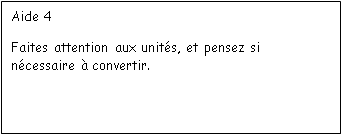 Aide 4
Faites attention aux unités, et pensez si
nécessaire à convertir.